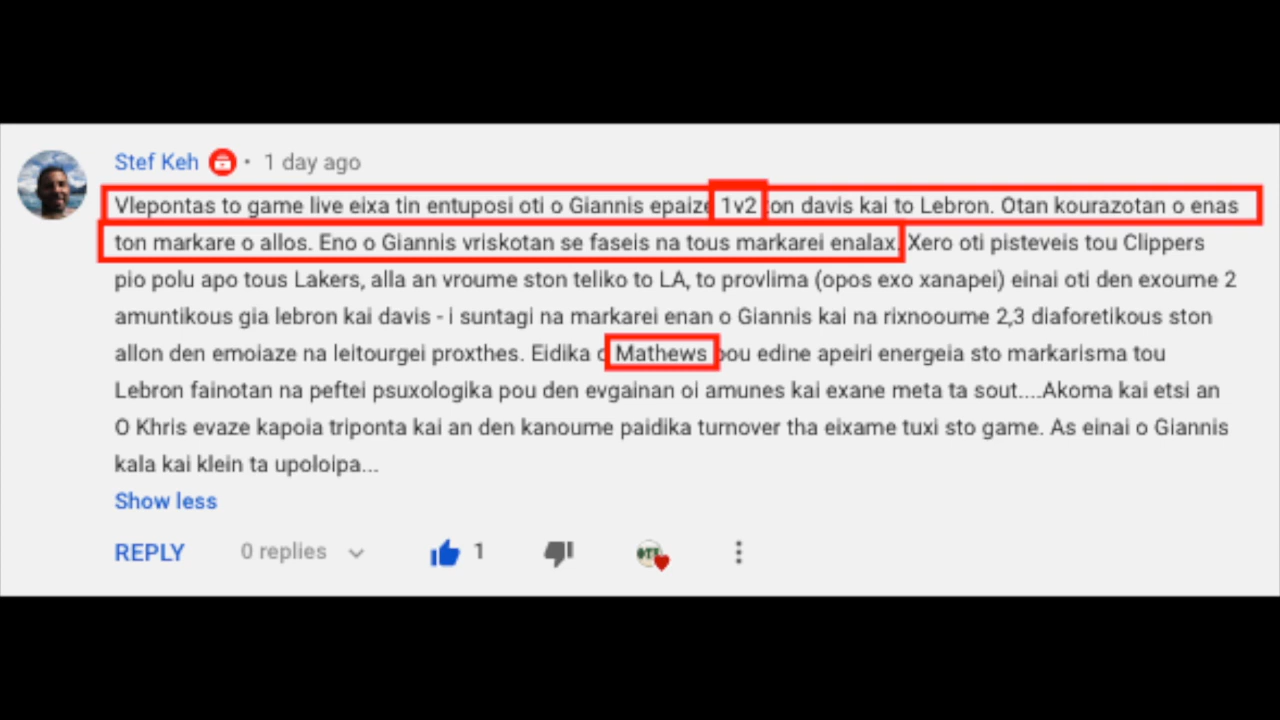 Stef Keh • 1 day ago
Vlepontas to game live eixa tin entuposi oti o Giannis epaize 1v2 ton davis kai to Lebron. Otan kourazotan o enas
ton markare o allos. Eno o Giannis vriskotan se faseis na tous markarei enalax. Xero oti pisteveis tou Clippers
pio polu apo tous Lakers, alla an vroume ston teliko to LA, to provlima (opos exo xanapei) einai oti den exoume 2
amuntikous gia lebron kai davis - i suntagi na markarei enan o Giannis kai na rixnooume 2,3 diaforetikous ston
allon den emoiaze na leitourgei proxthes. Eidika o Mathews pou edine apeiri energeia sto markarisma tou
Lebron fainotan na peftei psuxologika pou den evgainan oi amunes kai exane meta ta sout....Akoma kai etsi an
O Khris evaze kapoia triponta kai an den kanoume paidika turnover tha eixame tuxi sto game. As einai o Giannis
kala kai klein ta upoloipa...
Show less
REPLY 0 replies 1